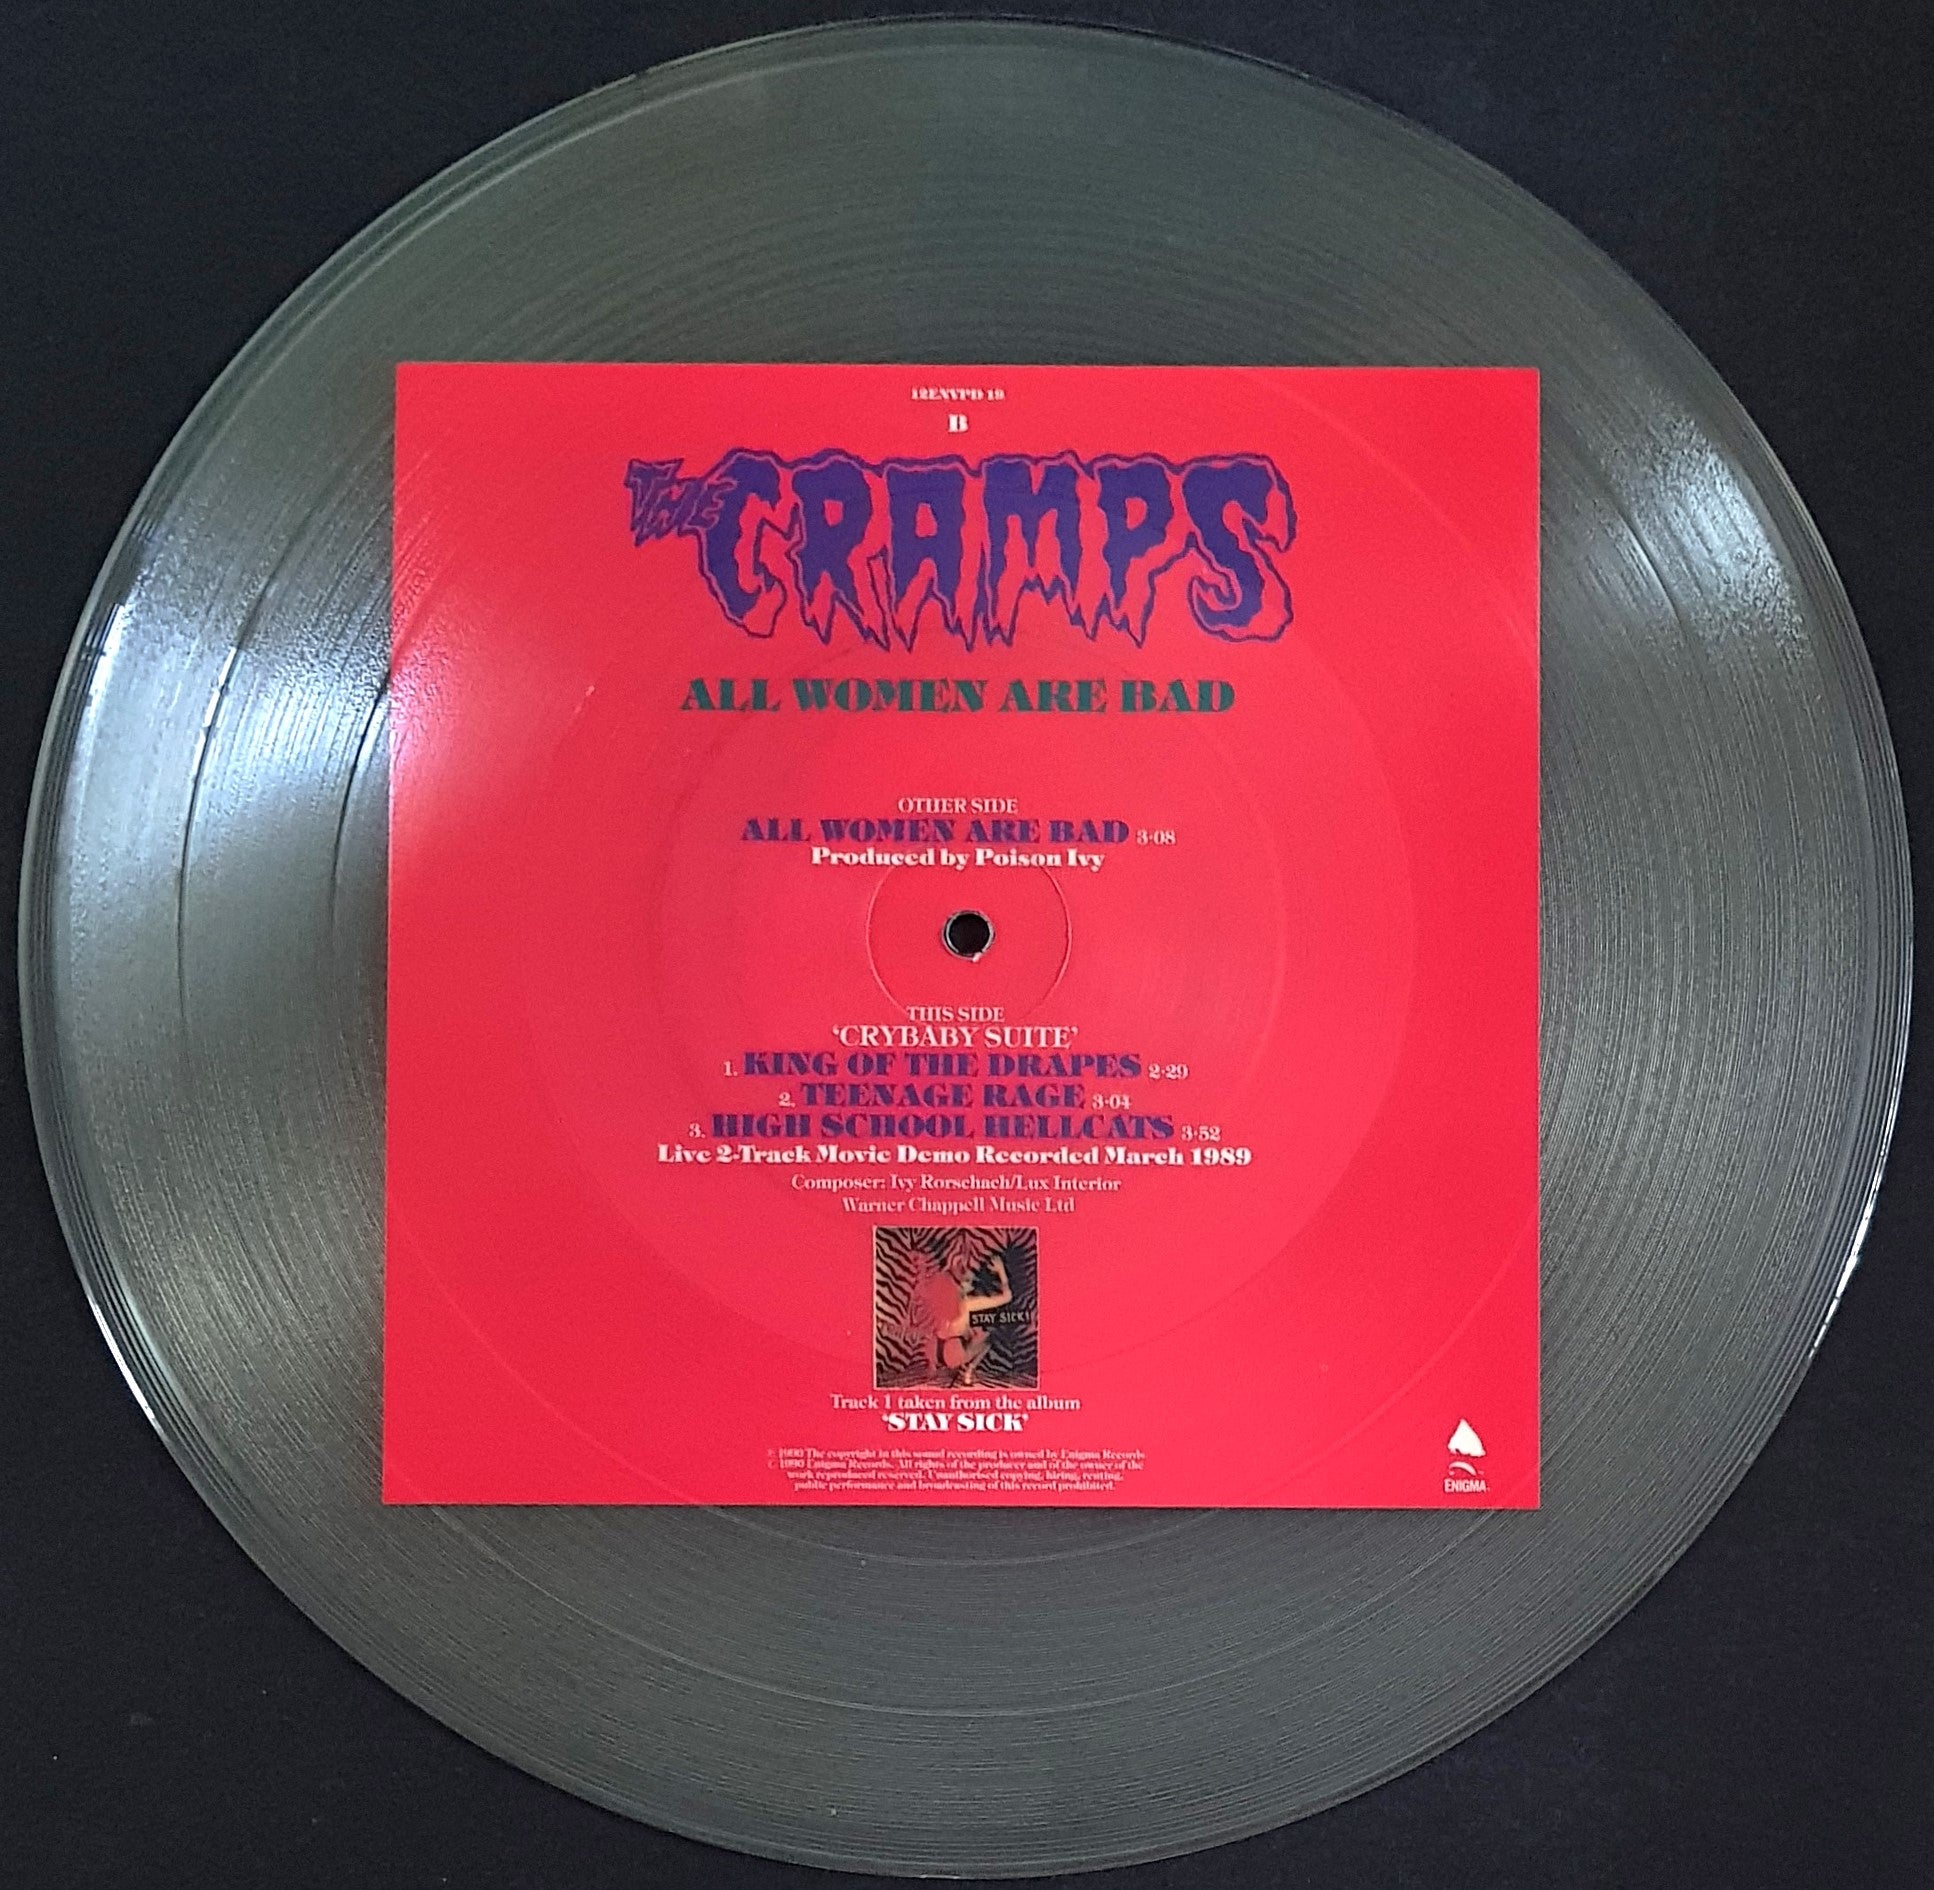 12ENVPD 19
B
THE CRAMPS
ALL WOMEN ARE BAD
OTHER SIDE
ALL WOMEN ARE BAD 3·08
Produced by Poison Ivy
THIS SIDE
‘CRYBABY SUITE’
1. KING OF THE DRAPES 2·29
2. TEENAGE RAGE 3·04
3. HIGH SCHOOL HELLCATS 3·52
Live 2-Track Movie Demo Recorded March 1989
Composer: Ivy Rorschach/Lux Interior
Warner Chappell Music Ltd
STAY SICK!
Track 1 taken from the album
‘STAY SICK’
℗ 1990 The copyright in this sound recording is owned by Enigma Records
© 1990 Enigma Records. All rights of the producer and of the owner of the
work reproduced reserved. Unauthorised copying, hiring, renting,
public performance and broadcasting of this record prohibited.
ENIGMA